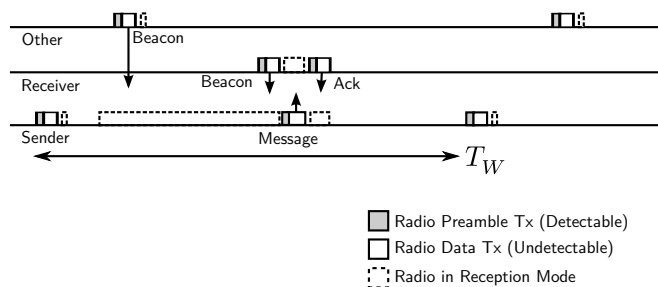 Other
Beacon
Receiver
Beacon
Ack
Sender
Message
T_W
Radio Preamble Tx (Detectable)
Radio Data Tx (Undetectable)
Radio in Reception Mode